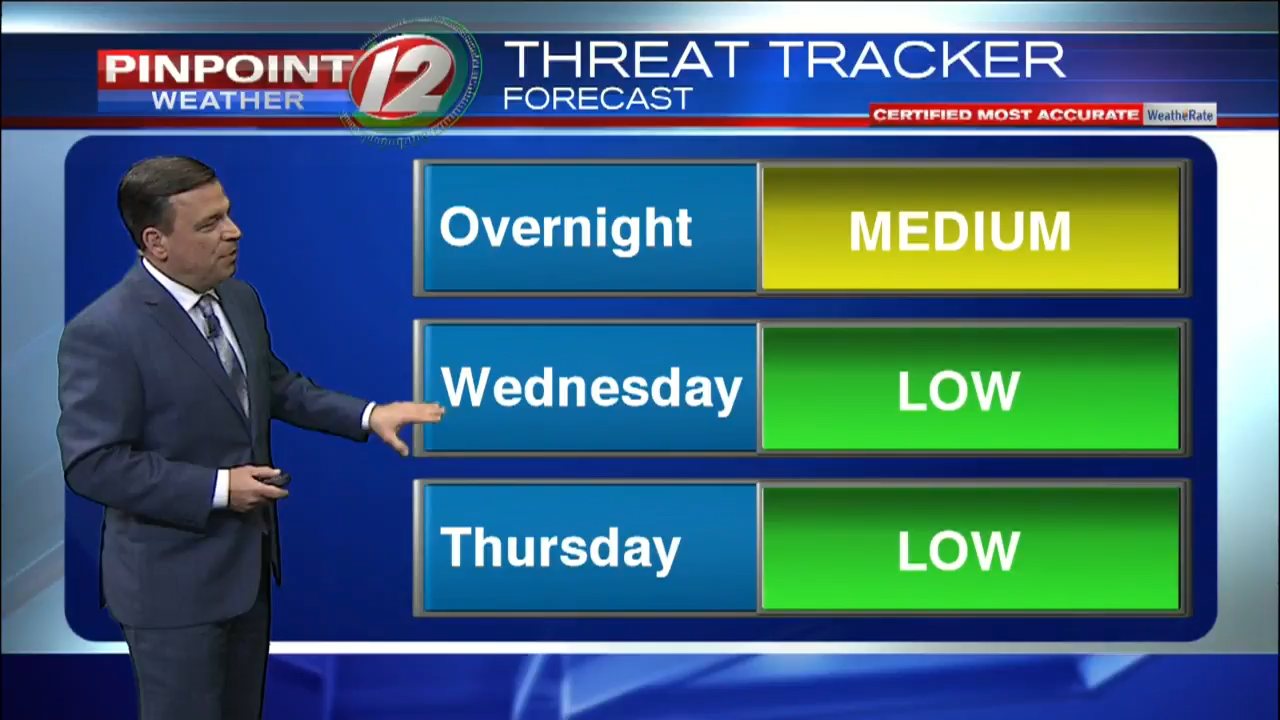 PINPOINT 12
WEATHER
THREAT TRACKER
FORECAST
CERTIFIED MOST ACCURATE WeatheRate
Overnight MEDIUM
Wednesday LOW
Thursday LOW